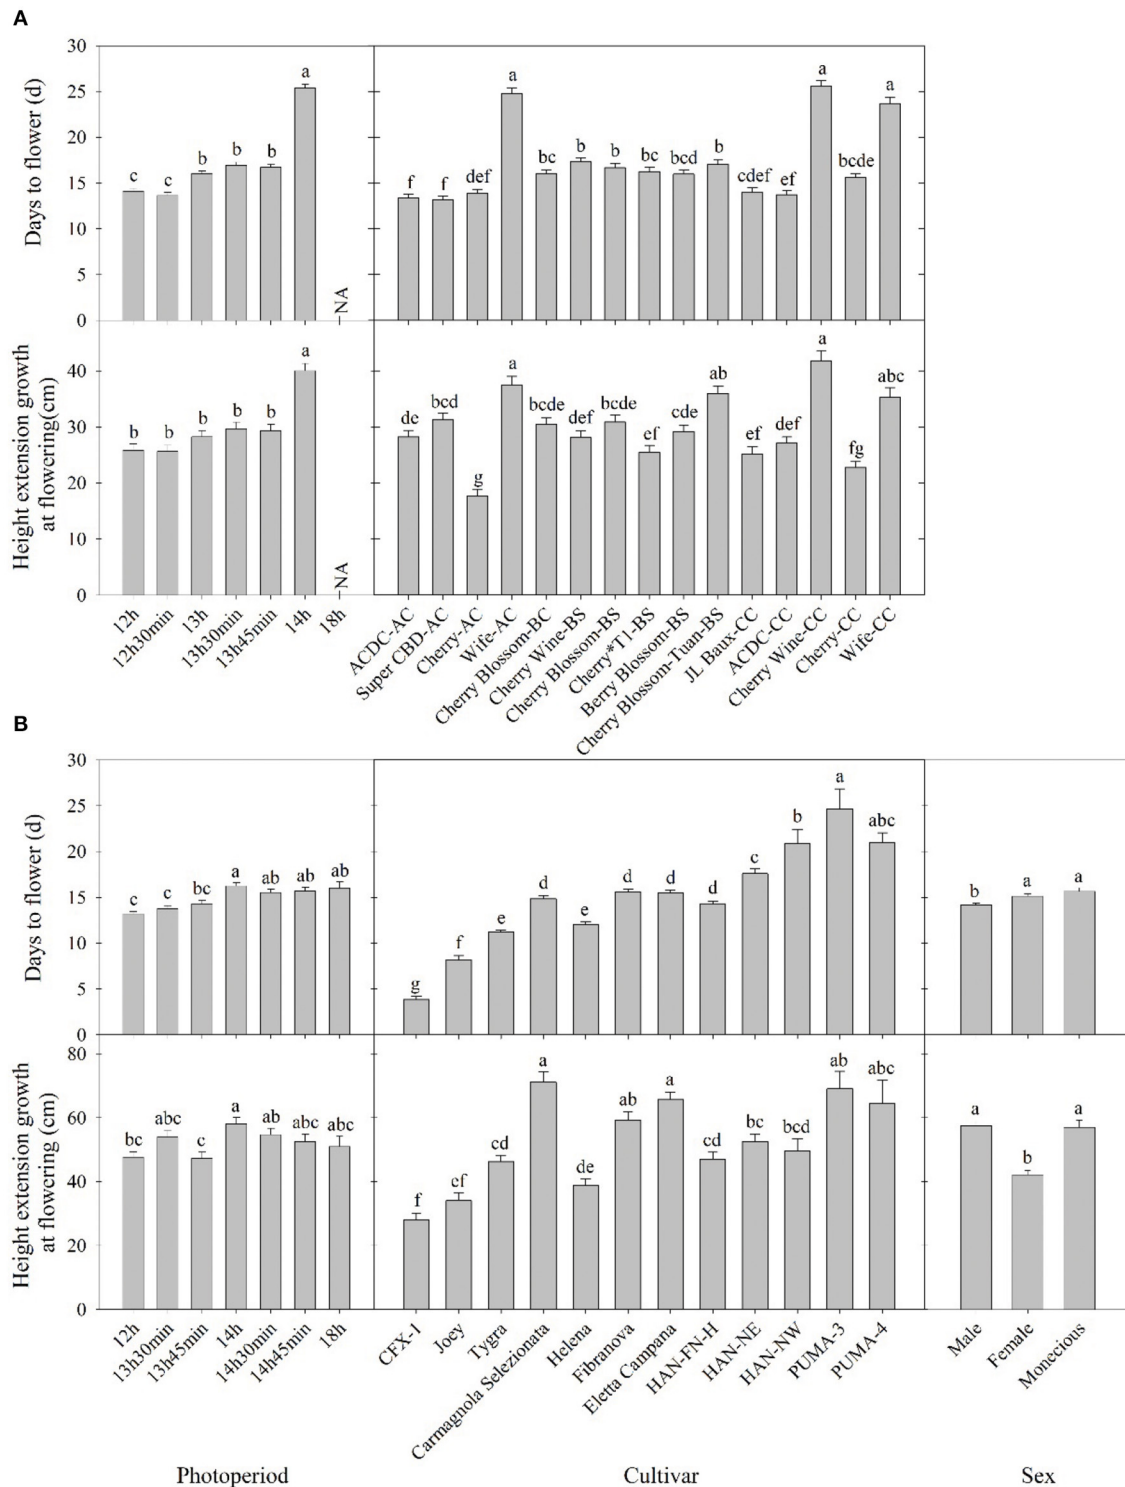 A
Days to flower (d)
30
25
20
15
10
5
0
c c b b b a NA
f f def a bc b b bc bcd b cdef ef a bcde a
Height extension growth
at flowering(cm)
40
30
20
10
0
b b b b b a NA
de bcd g a bcde def bcde ef cde ab ef def a fg abc
12h
12h30min
13h
13h30min
13h45min
14h
18h
ACDC-AC
Super CBD-AC
Cherry-AC
Wife-AC
Cherry Blossom-BC
Cherry Wine-BS
Cherry Blossom-BS
Cherry*T1-BS
Berry Blossom-BS
Cherry Blossom-Tuan-BS
JL Baux-CC
ACDC-CC
Cherry Wine-CC
Cherry-CC
Wife-CC
B
Days to flower (d)
30
25
20
15
10
5
0
c c bc a ab ab ab
g f e d e d d d c b a abc
b a a
Height extension growth
at flowering (cm)
80
60
40
20
0
bc abc c a ab abc abc
f ef cd a de ab a cd bc bcd ab abc
a b a
12h
13h30min
13h45min
14h
14h30min
14h45min
18h
CFX-1
Joey
Tygra
Carmagnola Selezionata
Helena
Fibranova
Eletta Campana
HAN-FN-H
HAN-NE
HAN-NW
PUMA-3
PUMA-4
Male
Female
Monecious
Photoperiod
Cultivar
Sex